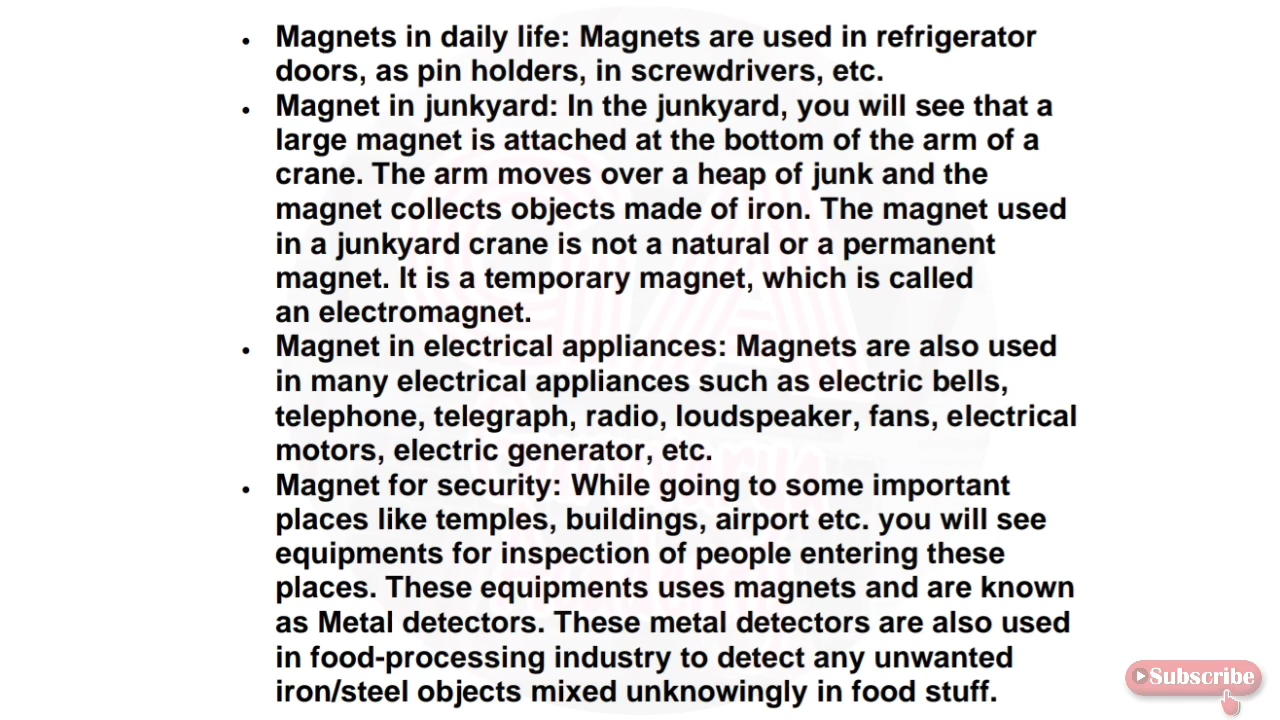 • Magnets in daily life: Magnets are used in refrigerator
doors, as pin holders, in screwdrivers, etc.
• Magnet in junkyard: In the junkyard, you will see that a
large magnet is attached at the bottom of the arm of a
crane. The arm moves over a heap of junk and the
magnet collects objects made of iron. The magnet used
in a junkyard crane is not a natural or a permanent
magnet. It is a temporary magnet, which is called
an electromagnet.
• Magnet in electrical appliances: Magnets are also used
in many electrical appliances such as electric bells,
telephone, telegraph, radio, loudspeaker, fans, electrical
motors, electric generator, etc.
• Magnet for security: While going to some important
places like temples, buildings, airport etc. you will see
equipments for inspection of people entering these
places. These equipments uses magnets and are known
as Metal detectors. These metal detectors are also used
in food-processing industry to detect any unwanted
iron/steel objects mixed unknowingly in food stuff.
Subscribe